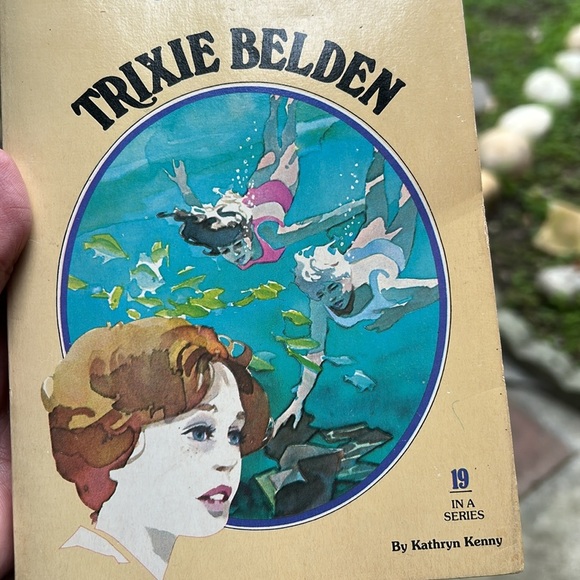 TRIXIE BELDEN
19
IN A
SERIES
By Kathryn Kenny